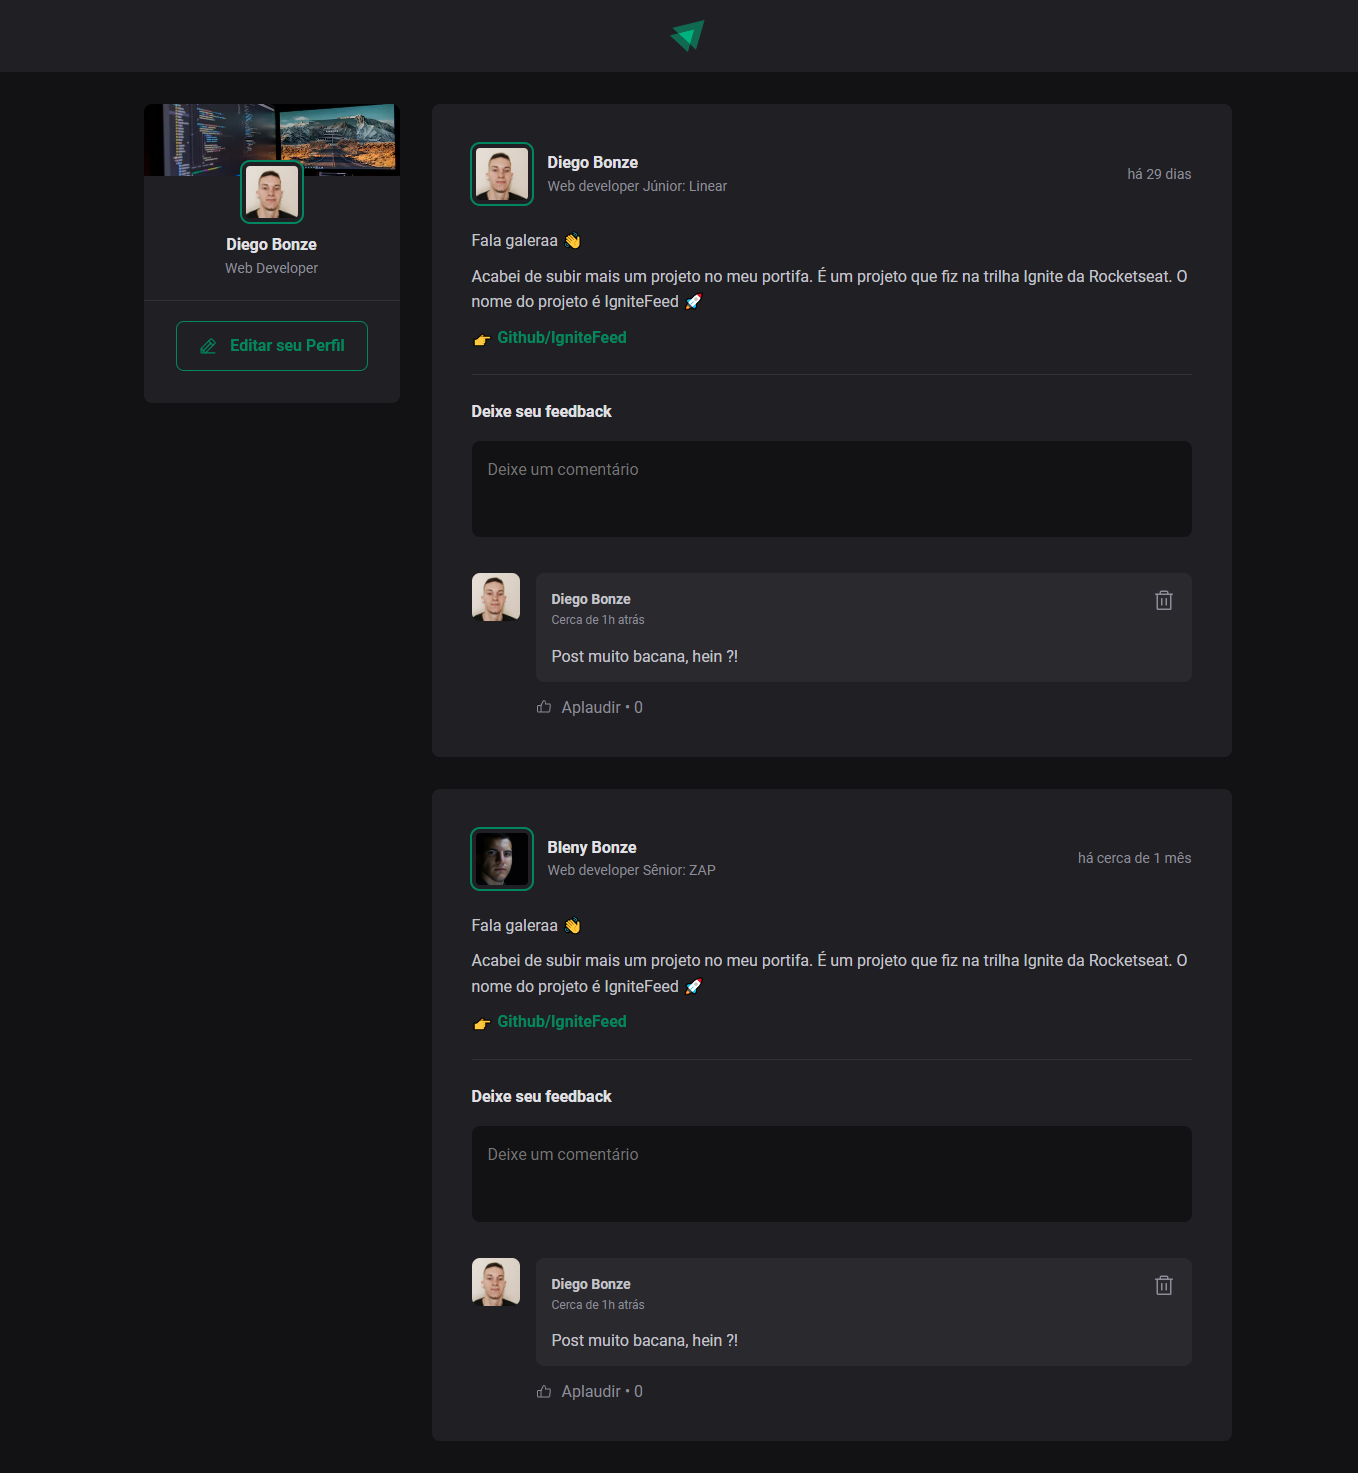 Diego Bonze
Web Developer
Editar seu Perfil
Diego Bonze
Web developer Júnior: Linear
há 29 dias
Fala galeraa 👋
Acabei de subir mais um projeto no meu portifa. É um projeto que fiz na trilha Ignite da Rocketseat. O
nome do projeto é IgniteFeed 🚀
👉 Github/IgniteFeed
Deixe seu feedback
Deixe um comentário
Diego Bonze
Cerca de 1h atrás
Post muito bacana, hein ?!
Aplaudir • 0
Bleny Bonze
Web developer Sênior: ZAP
há cerca de 1 mês
Fala galeraa 👋
Acabei de subir mais um projeto no meu portifa. É um projeto que fiz na trilha Ignite da Rocketseat. O
nome do projeto é IgniteFeed 🚀
👉 Github/IgniteFeed
Deixe seu feedback
Deixe um comentário
Diego Bonze
Cerca de 1h atrás
Post muito bacana, hein ?!
Aplaudir • 0